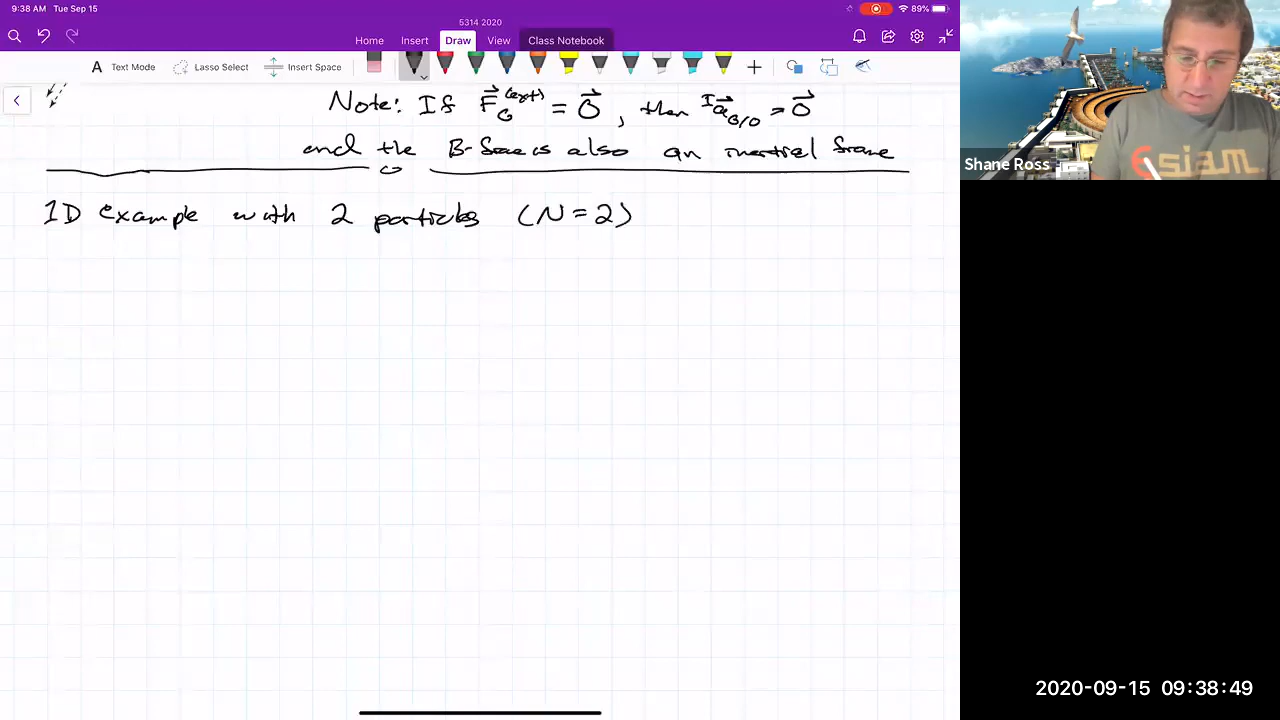 9:38 AM Tue Sep 15
89%
5314 2020
Home Insert Draw View Class Notebook
Text Mode Lasso Select Insert Space
Note: If F⃗_G^(ext) = 0⃗, then ᴵa⃗_G/O = 0⃗
and the B-frame is also an inertial frame
1D example with 2 particles (N=2)
siam
Shane Ross
2020-09-15 09:38:49